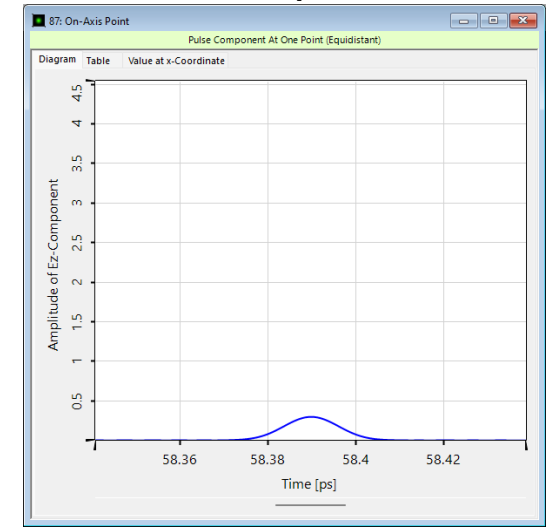 87: On-Axis Point
Pulse Component At One Point (Equidistant)
Diagram Table Value at x-Coordinate
4.5
4
3.5
3
2.5
2
1.5
1
0.5
Amplitude of Ez-Component
58.36 58.38 58.4 58.42
Time [ps]